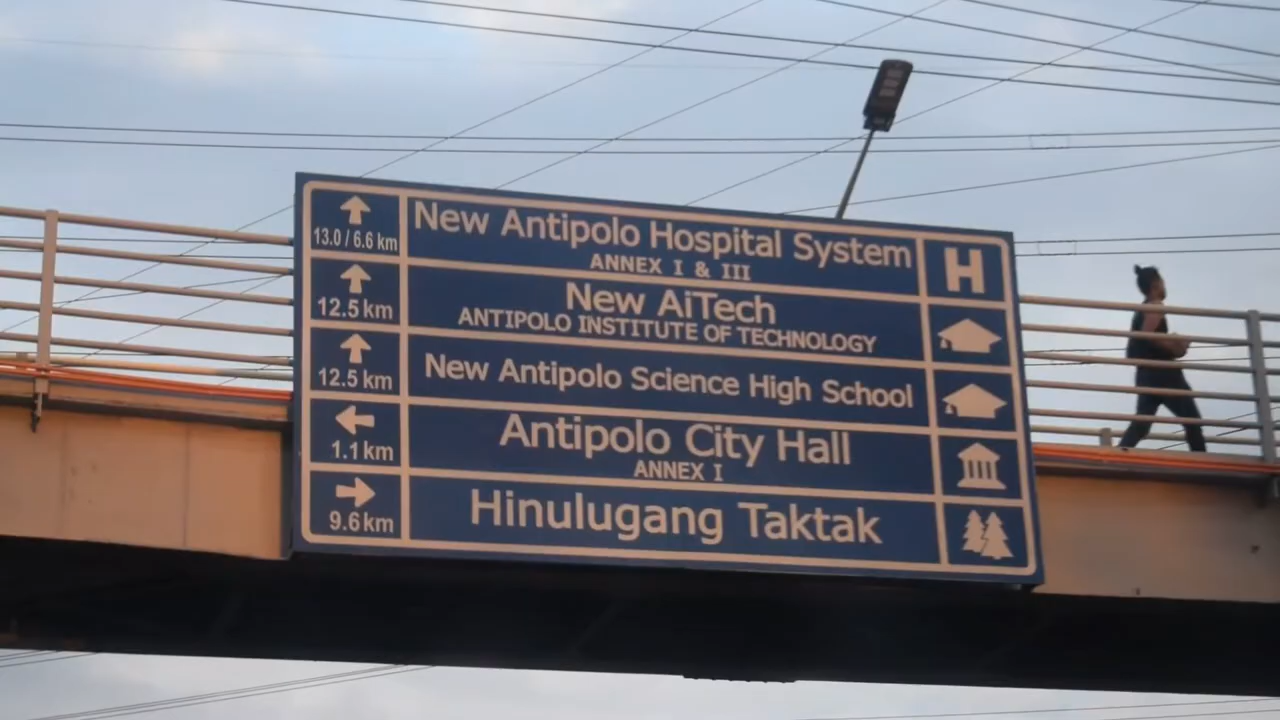 13.0 / 6.6 km
New Antipolo Hospital System
ANNEX I & III
H
12.5 km
New AiTech
ANTIPOLO INSTITUTE OF TECHNOLOGY
12.5 km
New Antipolo Science High School
1.1 km
Antipolo City Hall
ANNEX I
9.6 km
Hinulugang Taktak